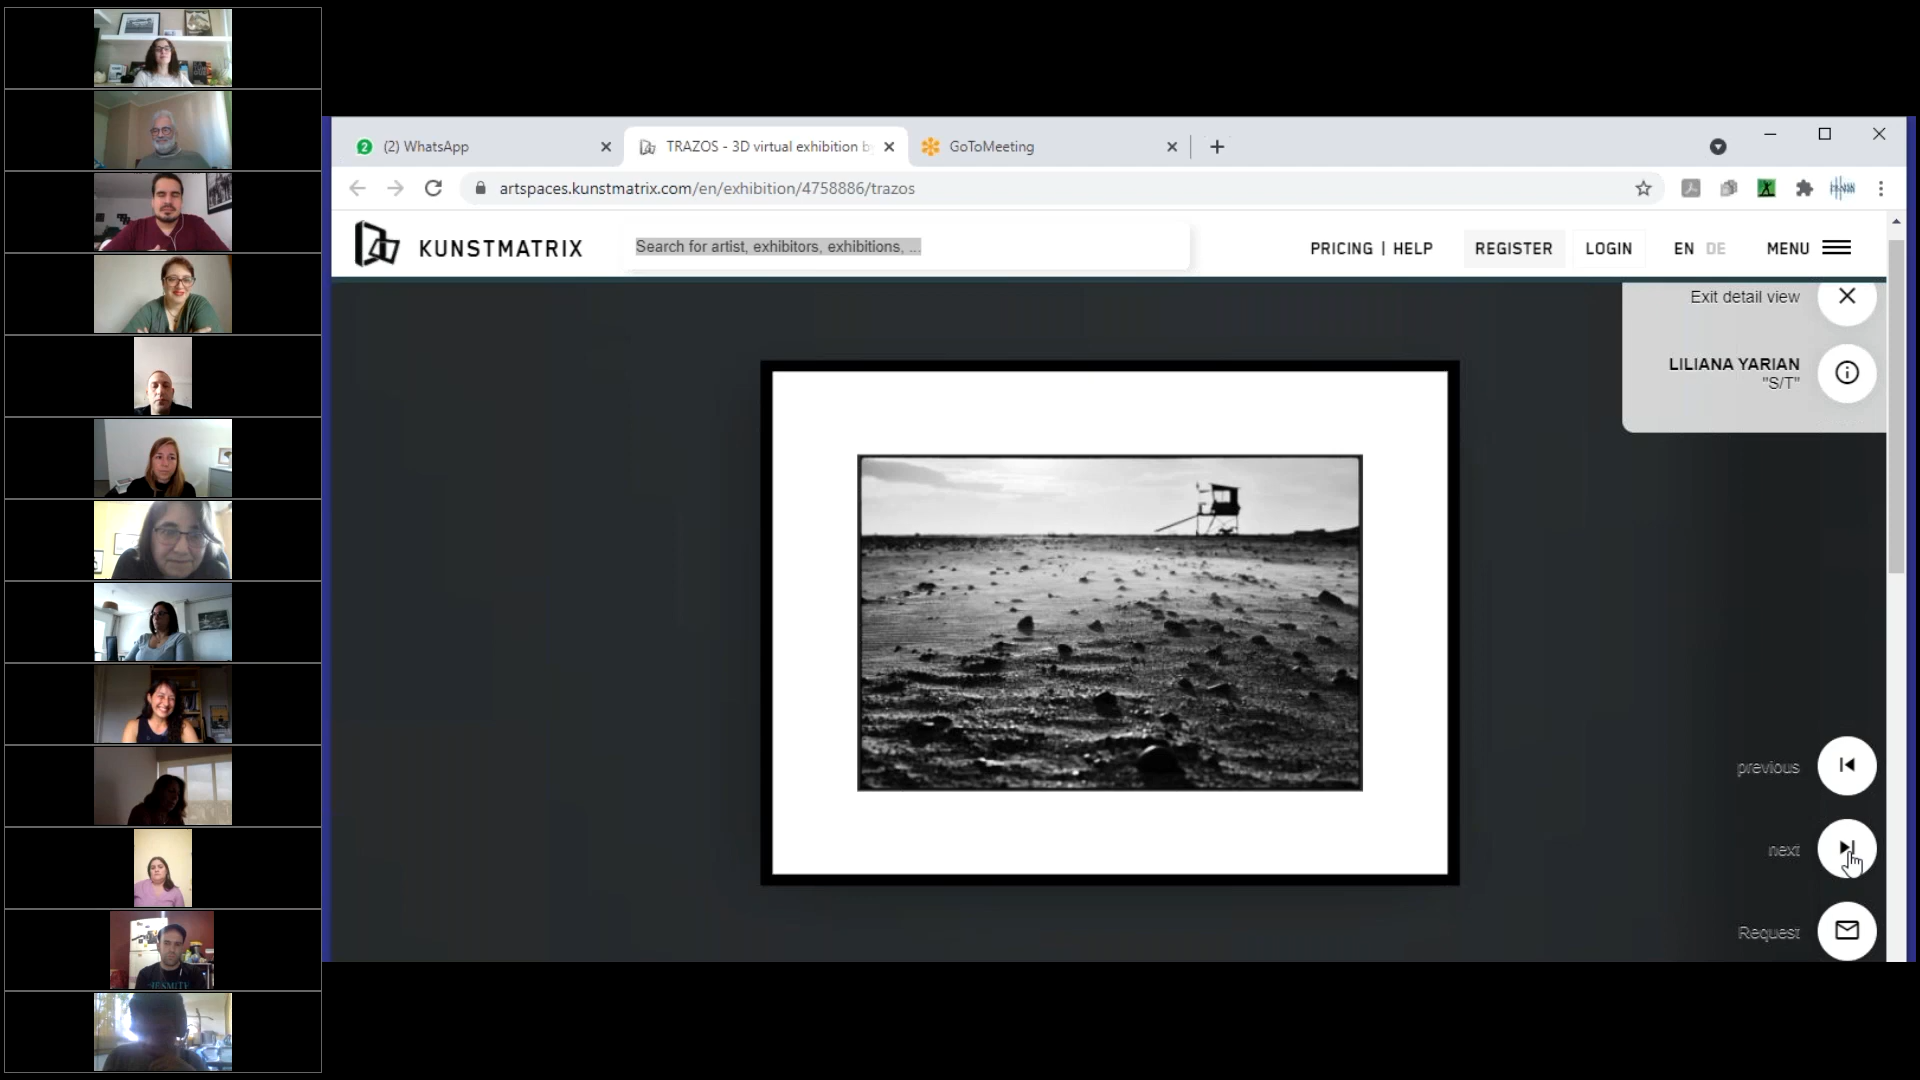 (2) WhatsApp
TRAZOS - 3D virtual exhibition b
GoToMeeting
artspaces.kunstmatrix.com/en/exhibition/4758886/trazos
KUNSTMATRIX
Search for artist, exhibitors, exhibitions, ...
PRICING | HELP
REGISTER
LOGIN
EN DE
MENU
Exit detail view
LILIANA YARIAN
"S/T"
previous
next
Request